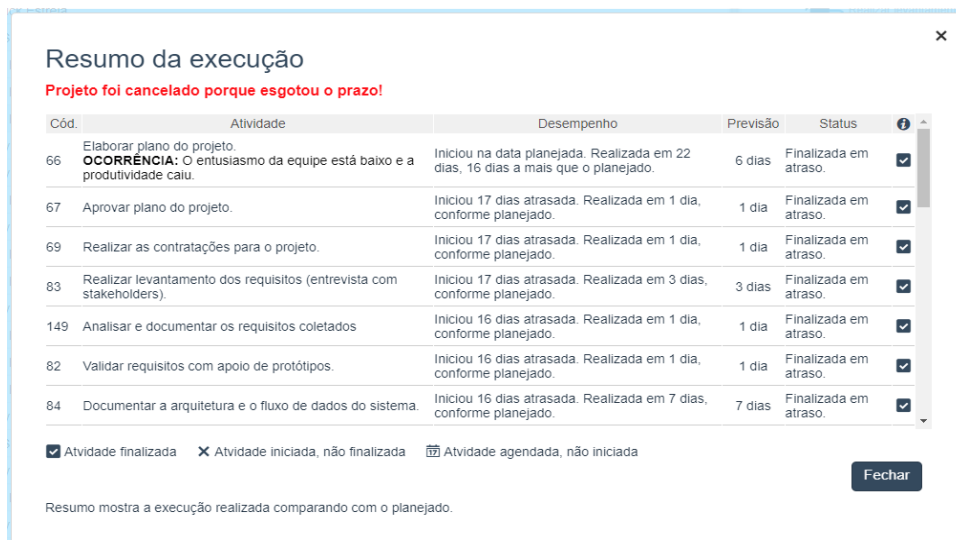 ×
Resumo da execução
Projeto foi cancelado porque esgotou o prazo!
Cód. Atividade Desempenho Previsão Status
66 Elaborar plano do projeto.
OCORRÊNCIA: O entusiasmo da equipe está baixo e a
produtividade caiu.
Iniciou na data planejada. Realizada em 22
dias, 16 dias a mais que o planejado.
6 dias
Finalizada em
atraso.
67 Aprovar plano do projeto.
Iniciou 17 dias atrasada. Realizada em 1 dia,
conforme planejado.
1 dia
Finalizada em
atraso.
69 Realizar as contratações para o projeto.
Iniciou 17 dias atrasada. Realizada em 1 dia,
conforme planejado.
1 dia
Finalizada em
atraso.
83 Realizar levantamento dos requisitos (entrevista com
stakeholders).
Iniciou 17 dias atrasada. Realizada em 3 dias,
conforme planejado.
3 dias
Finalizada em
atraso.
149 Analisar e documentar os requisitos coletados
Iniciou 16 dias atrasada. Realizada em 1 dia,
conforme planejado.
1 dia
Finalizada em
atraso.
82 Validar requisitos com apoio de protótipos.
Iniciou 16 dias atrasada. Realizada em 1 dia,
conforme planejado.
1 dia
Finalizada em
atraso.
84 Documentar a arquitetura e o fluxo de dados do sistema.
Iniciou 16 dias atrasada. Realizada em 7 dias,
conforme planejado.
7 dias
Finalizada em
atraso.
Atvidade finalizada Atvidade iniciada, não finalizada Atvidade agendada, não iniciada
Fechar
Resumo mostra a execução realizada comparando com o planejado.